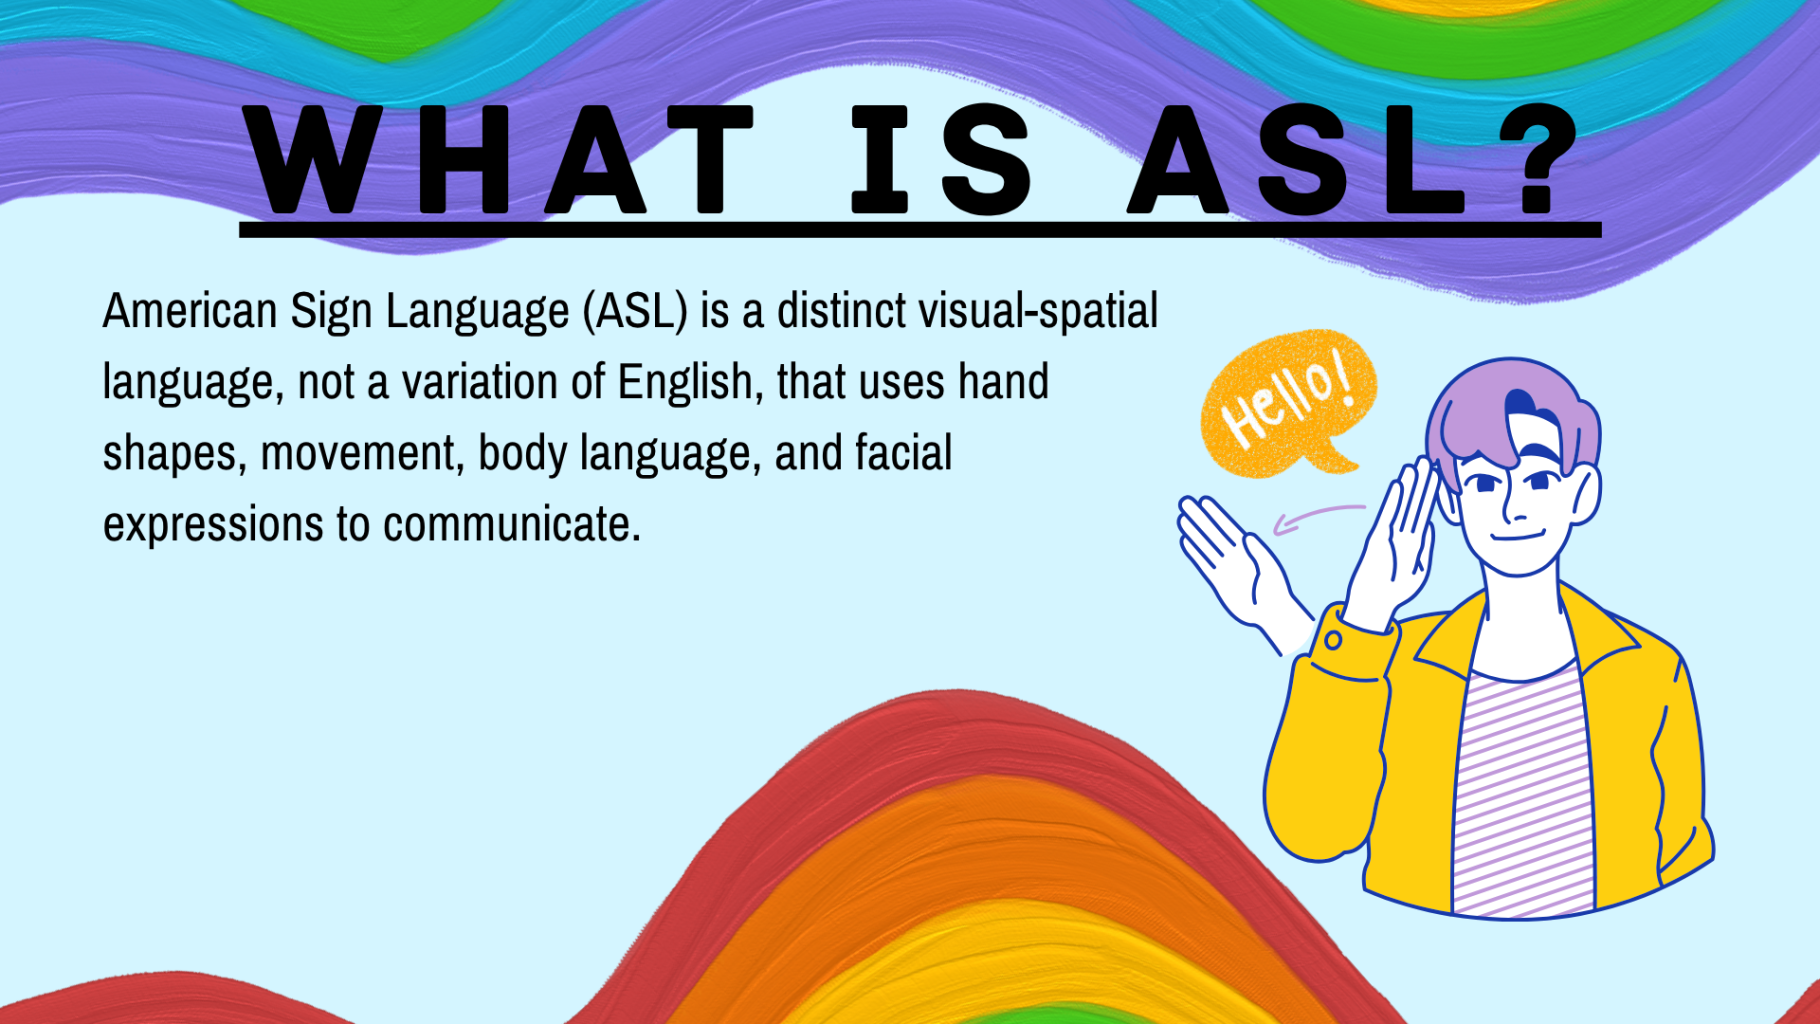 WHAT IS ASL?
American Sign Language (ASL) is a distinct visual-spatial
language, not a variation of English, that uses hand
shapes, movement, body language, and facial
expressions to communicate.
Hello!